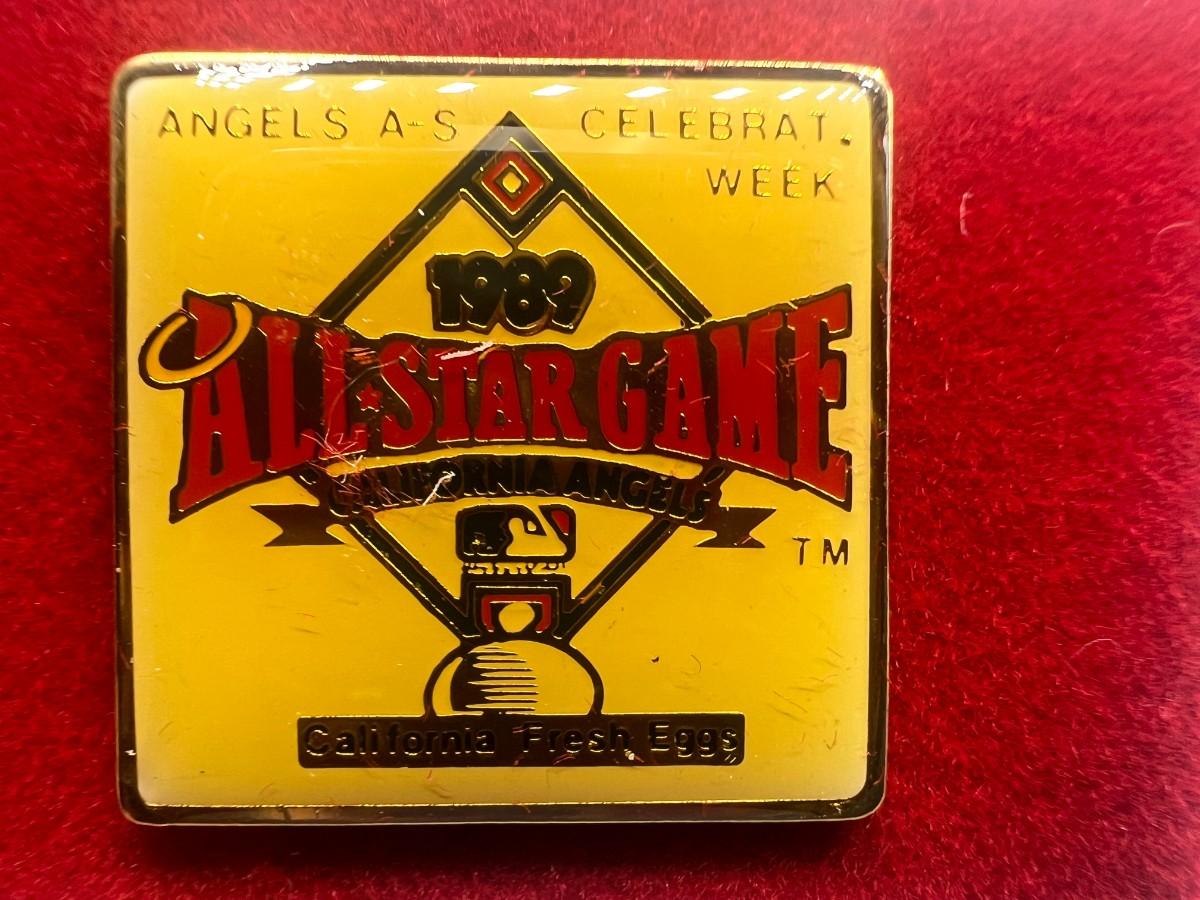 ANGELS A-S CELEBRAT.
WEEK
1989
ALL★STAR GAME
CALIFORNIA ANGELS
TM
California Fresh Eggs